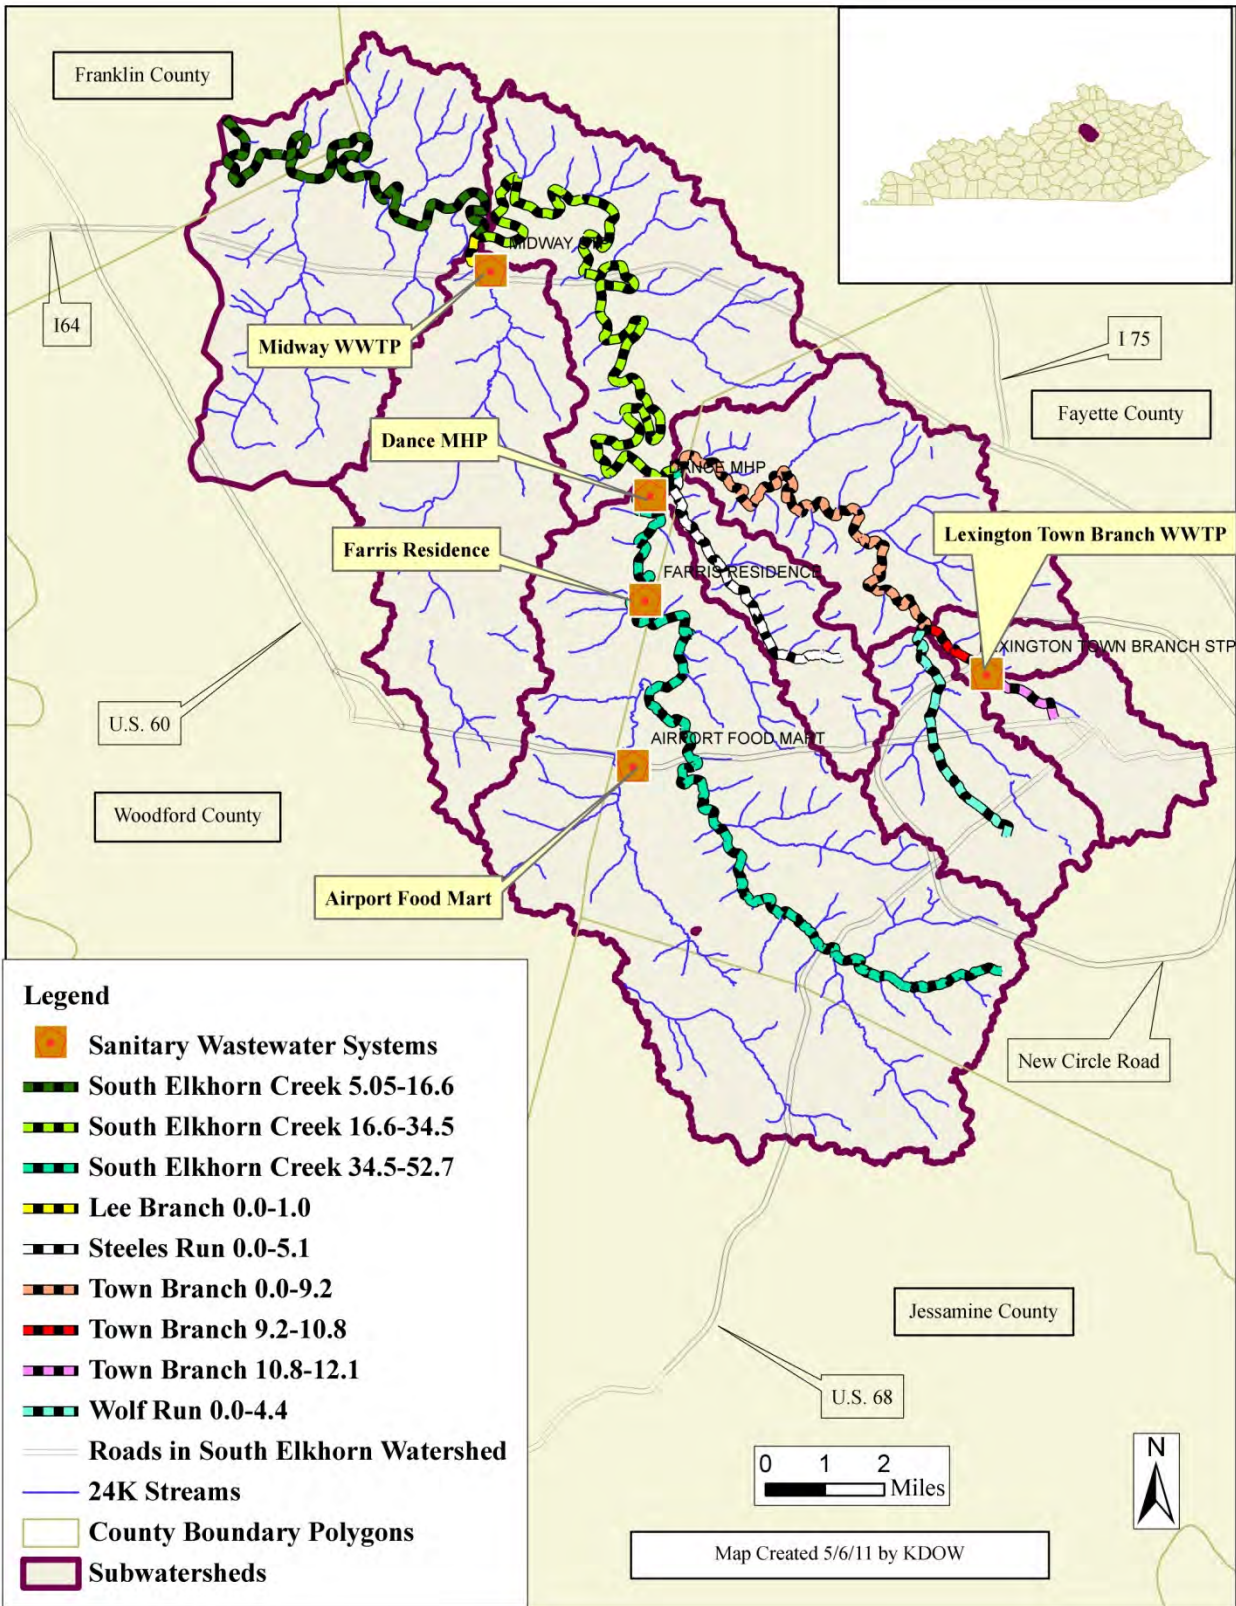 Franklin County
MIDWAY STP
I64
Midway WWTP
I 75
Fayette County
Dance MHP
DANCE MHP
Lexington Town Branch WWTP
Farris Residence
FARRIS RESIDENCE
XINGTON TOWN BRANCH STP
U.S. 60
AIRPORT FOOD MART
Woodford County
Airport Food Mart
New Circle Road
Legend
Sanitary Wastewater Systems
South Elkhorn Creek 5.05-16.6
South Elkhorn Creek 16.6-34.5
South Elkhorn Creek 34.5-52.7
Lee Branch 0.0-1.0
Steeles Run 0.0-5.1
Town Branch 0.0-9.2
Town Branch 9.2-10.8
Town Branch 10.8-12.1
Wolf Run 0.0-4.4
Roads in South Elkhorn Watershed
24K Streams
County Boundary Polygons
Subwatersheds
Jessamine County
U.S. 68
0 1 2
Miles
N
Map Created 5/6/11 by KDOW